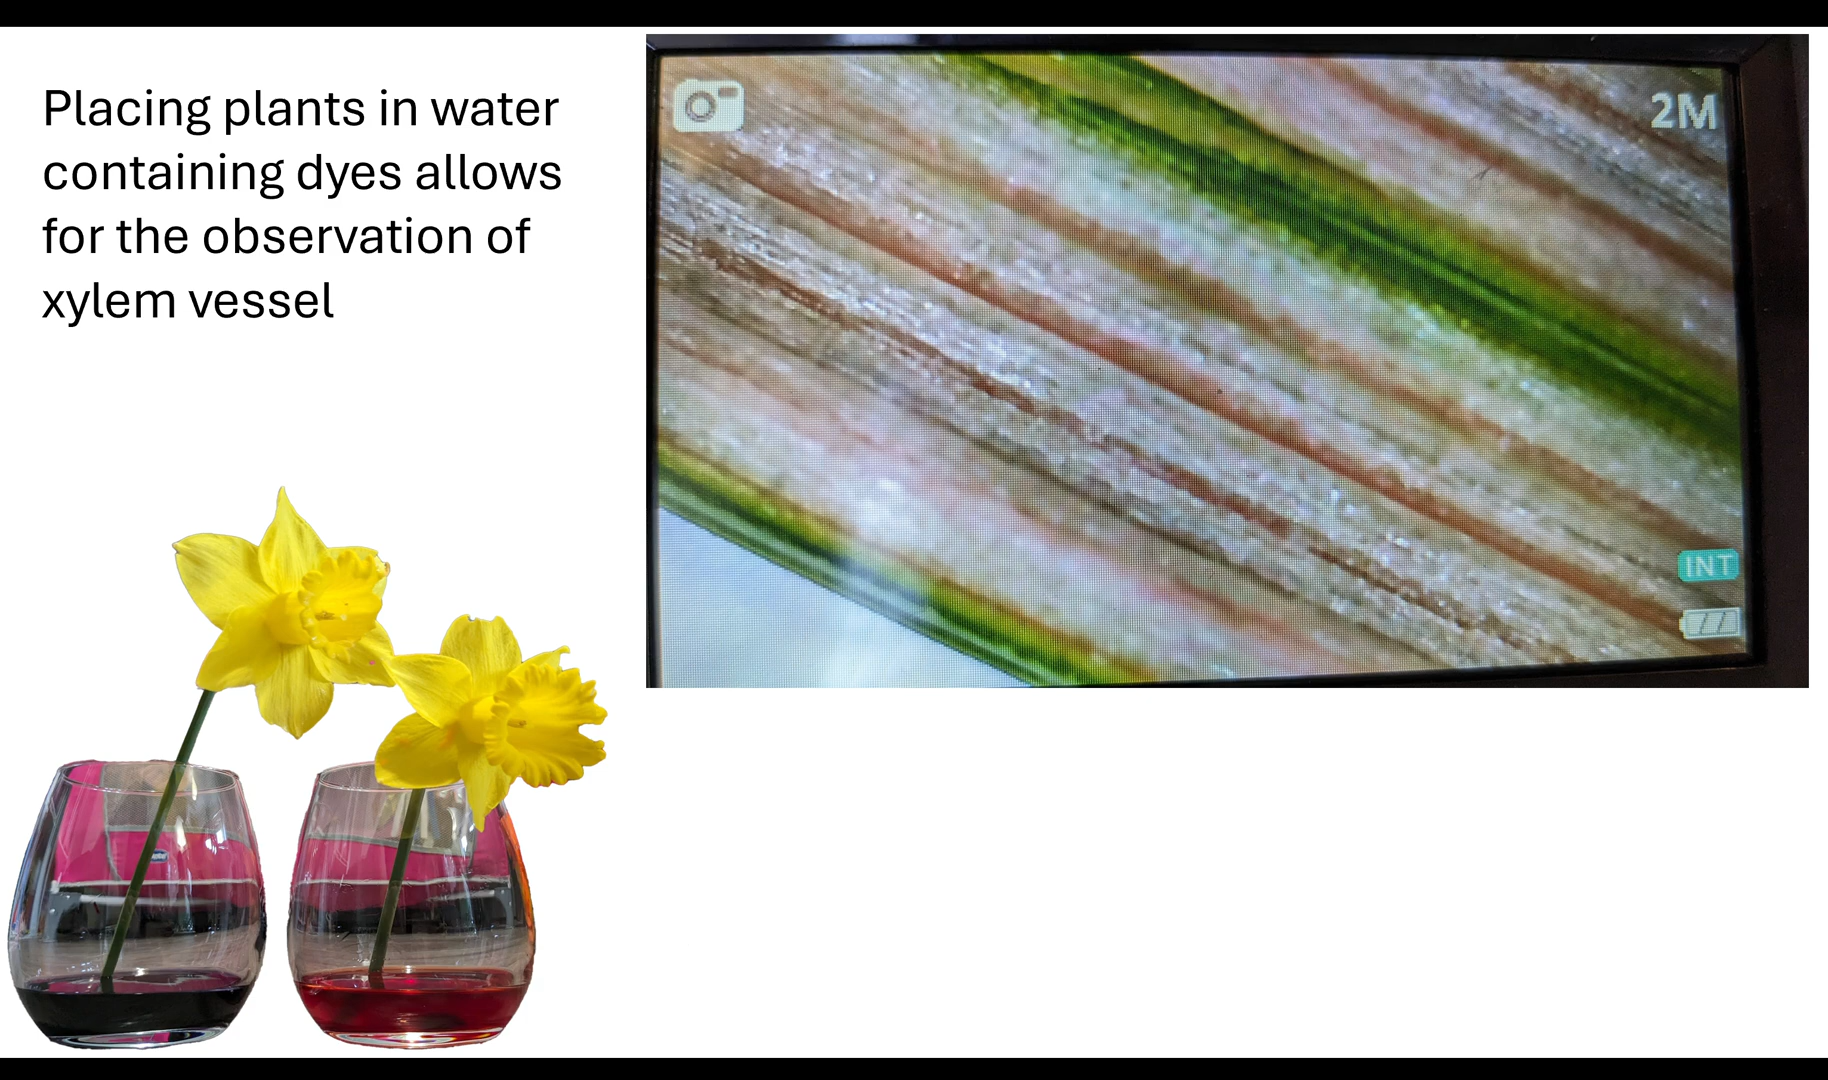 Placing plants in water
containing dyes allows
for the observation of
xylem vessel
2M
INT